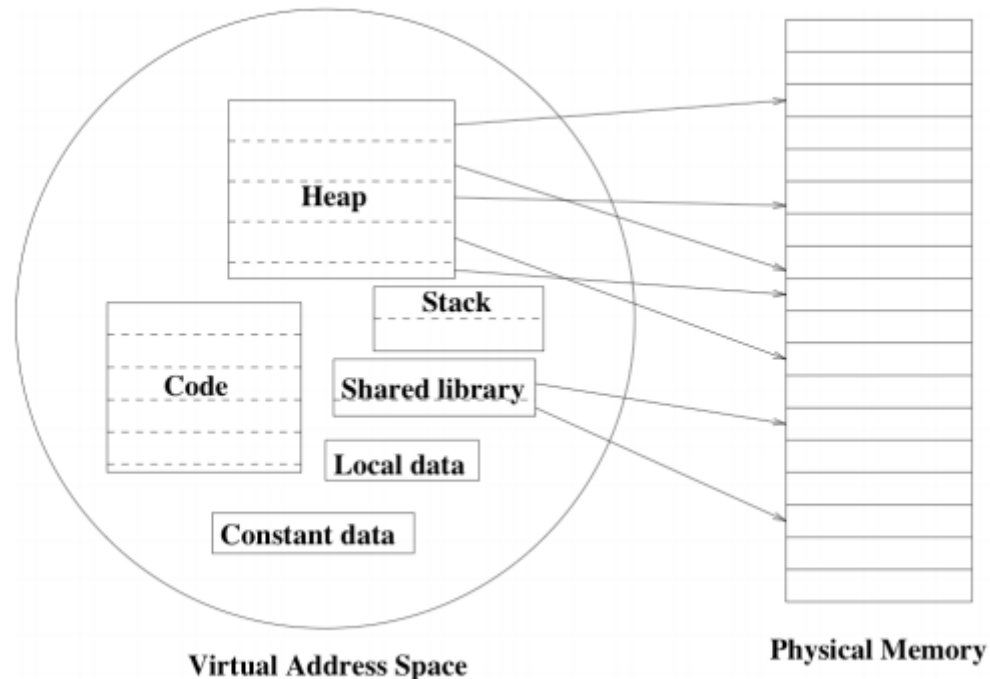 Heap
Stack
Code
Shared library
Local data
Constant data
Virtual Address Space
Physical Memory